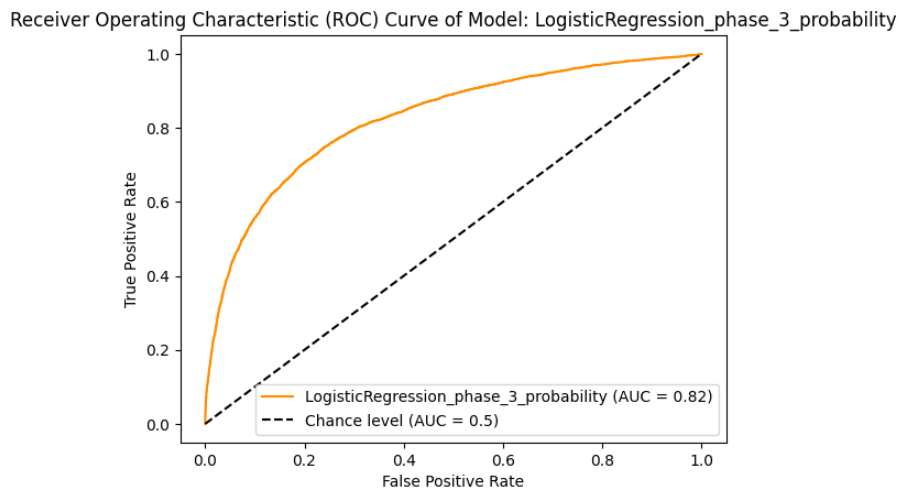 Receiver Operating Characteristic (ROC) Curve of Model: LogisticRegression_phase_3_probability
1.0
0.8
0.6
0.4
0.2
0.0
True Positive Rate
LogisticRegression_phase_3_probability (AUC = 0.82)
Chance level (AUC = 0.5)
0.0 0.2 0.4 0.6 0.8 1.0
False Positive Rate